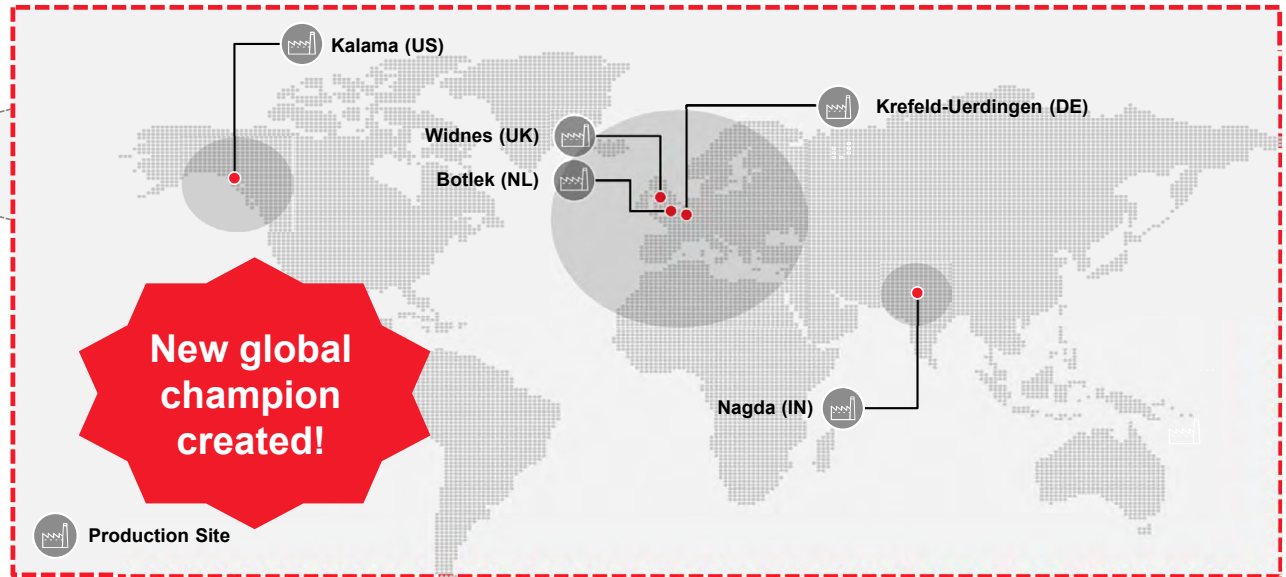 Kalama (US)
Krefeld-Uerdingen (DE)
Widnes (UK)
Botlek (NL)
New global
champion
created!
Nagda (IN)
Production Site